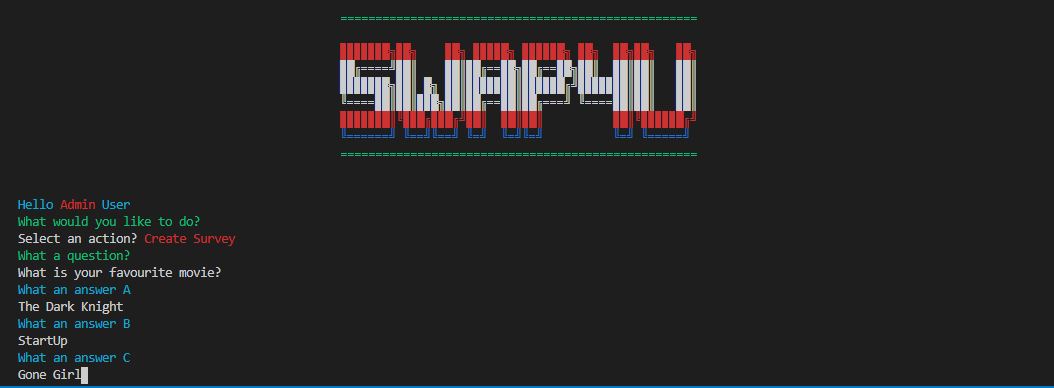 SWAP4U
Hello Admin User
What would you like to do?
Select an action? Create Survey
What a question?
What is your favourite movie?
What an answer A
The Dark Knight
What an answer B
StartUp
What an answer C
Gone Girl